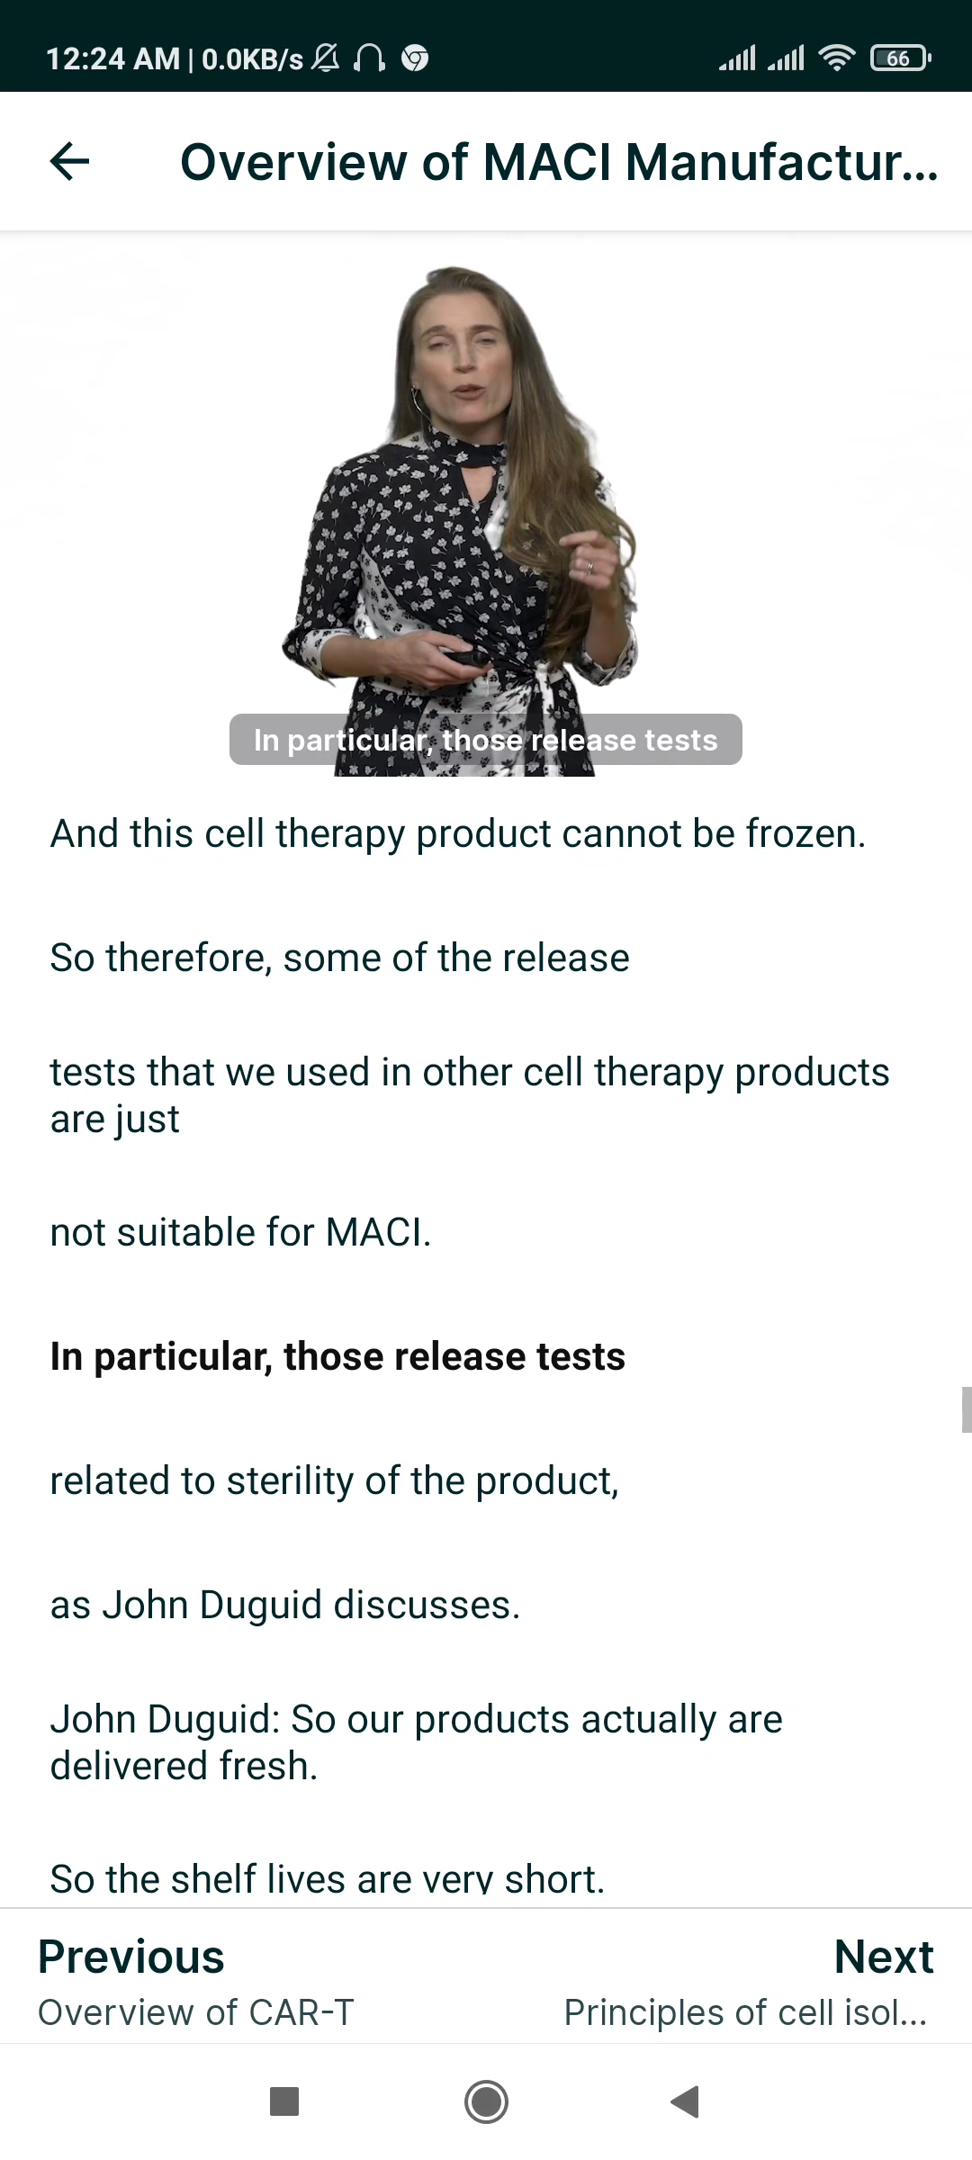 12:24 AM | 0.0KB/s
66
Overview of MACI Manufactur...
In particular, those release tests
And this cell therapy product cannot be frozen.
So therefore, some of the release
tests that we used in other cell therapy products
are just
not suitable for MACI.
In particular, those release tests
related to sterility of the product,
as John Duguid discusses.
John Duguid: So our products actually are
delivered fresh.
So the shelf lives are very short.
Previous
Next
Overview of CAR-T
Principles of cell isol...